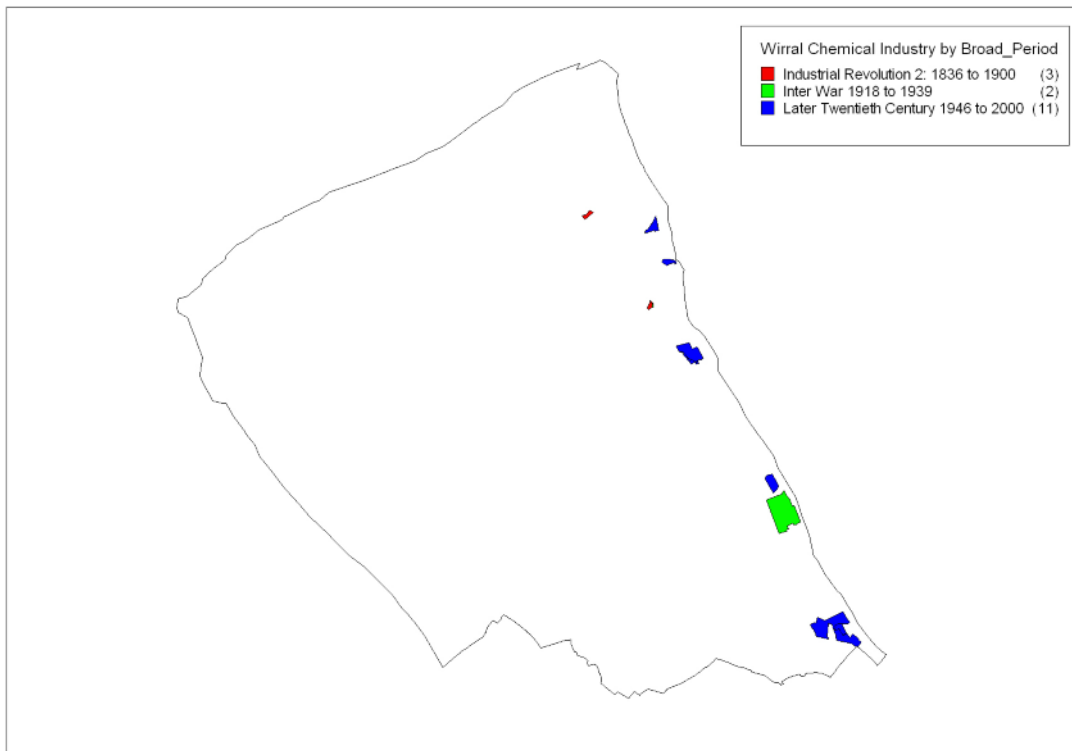 Wirral Chemical Industry by Broad_Period
Industrial Revolution 2: 1836 to 1900 (3)
Inter War 1918 to 1939 (2)
Later Twentieth Century 1946 to 2000 (11)